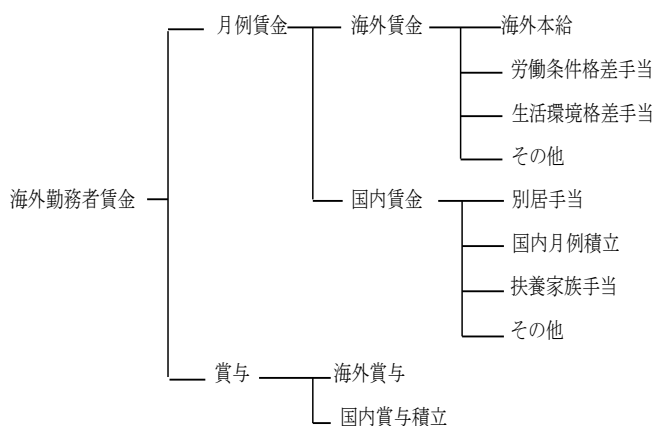 月例賃金 海外賃金 海外本給
労働条件格差手当
生活環境格差手当
その他
海外勤務者賃金 国内賃金 別居手当
国内月例積立
扶養家族手当
その他
賞与 海外賞与
国内賞与積立